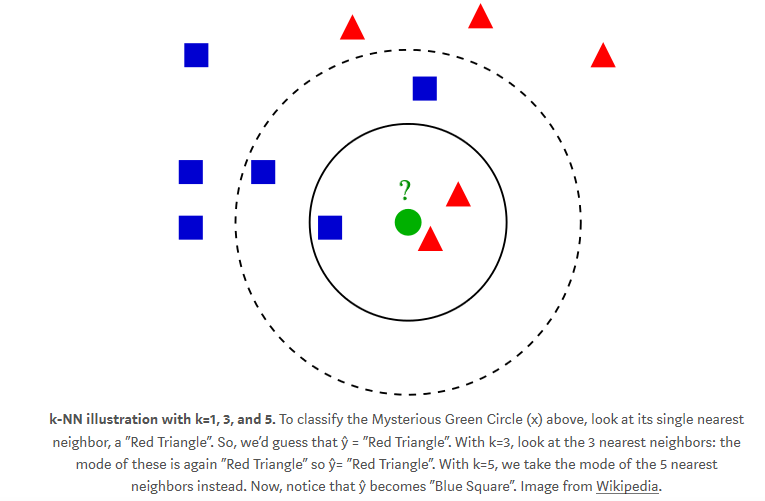 ?
k-NN illustration with k=1, 3, and 5. To classify the Mysterious Green Circle (x) above, look at its single nearest
neighbor, a ”Red Triangle”. So, we’d guess that ŷ = ”Red Triangle”. With k=3, look at the 3 nearest neighbors: the
mode of these is again ”Red Triangle” so ŷ= ”Red Triangle”. With k=5, we take the mode of the 5 nearest
neighbors instead. Now, notice that ŷ becomes ”Blue Square”. Image from Wikipedia.